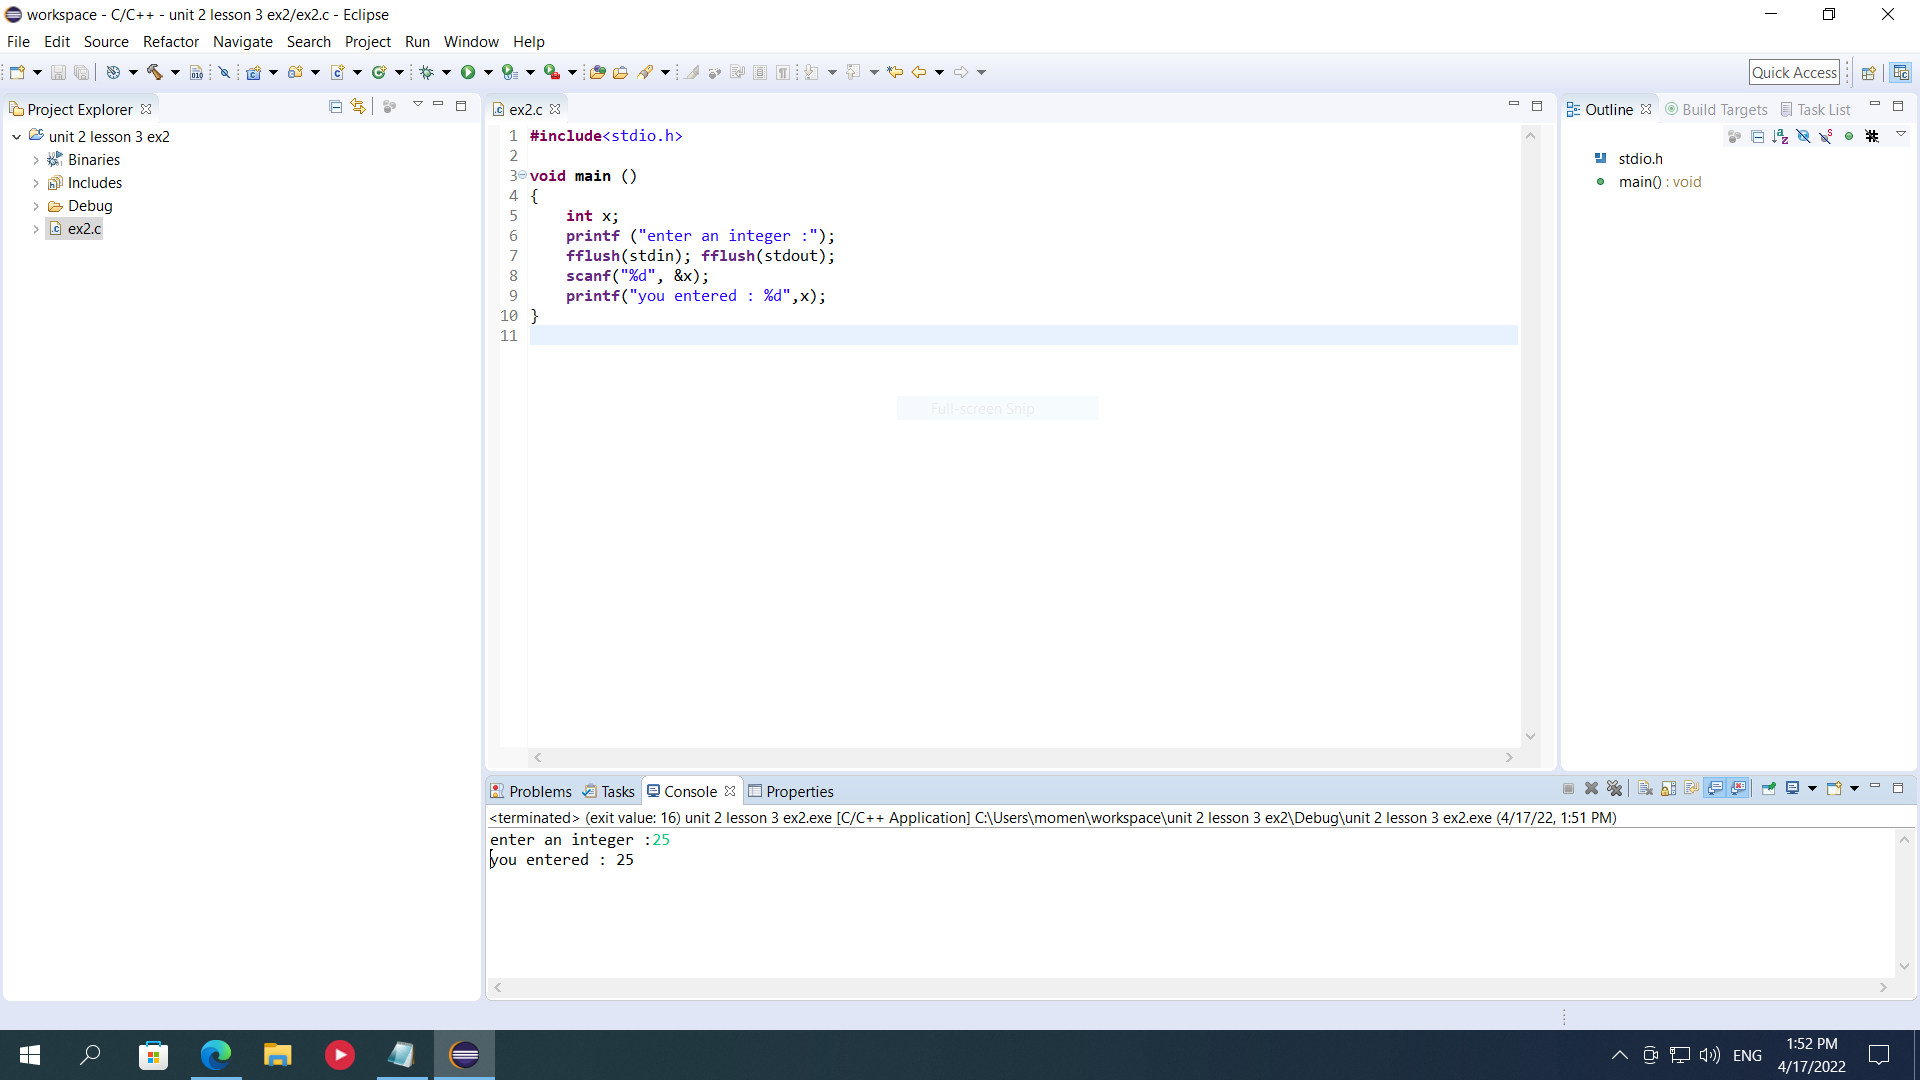 workspace - C/C++ - unit 2 lesson 3 ex2/ex2.c - Eclipse
File Edit Source Refactor Navigate Search Project Run Window Help
Quick Access
Project Explorer
unit 2 lesson 3 ex2
Binaries
Includes
Debug
ex2.c
ex2.c
1 #include<stdio.h>
2
3 void main ()
4 {
5 int x;
6 printf ("enter an integer :");
7 fflush(stdin); fflush(stdout);
8 scanf("%d", &x);
9 printf("you entered : %d",x);
10 }
11
Full-screen Snip
Outline Build Targets Task List
stdio.h
main() : void
Problems Tasks Console Properties
<terminated> (exit value: 16) unit 2 lesson 3 ex2.exe [C/C++ Application] C:\Users\momen\workspace\unit 2 lesson 3 ex2\Debug\unit 2 lesson 3 ex2.exe (4/17/22, 1:51 PM)
enter an integer :25
you entered : 25
ENG
1:52 PM
4/17/2022